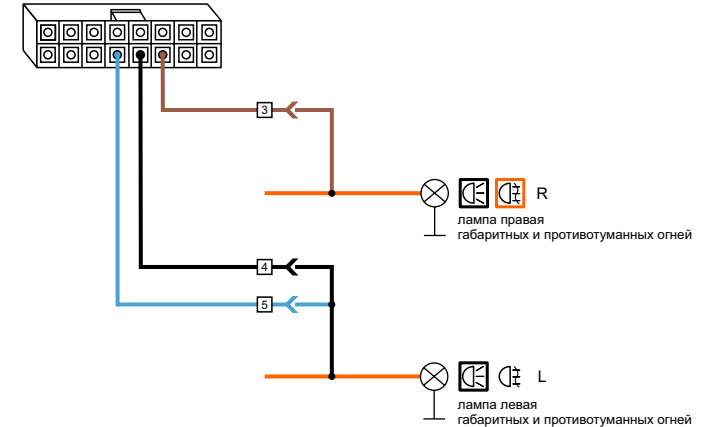 3
R
лампа правая
габаритных и противотуманных огней
4
5
L
лампа левая
габаритных и противотуманных огней